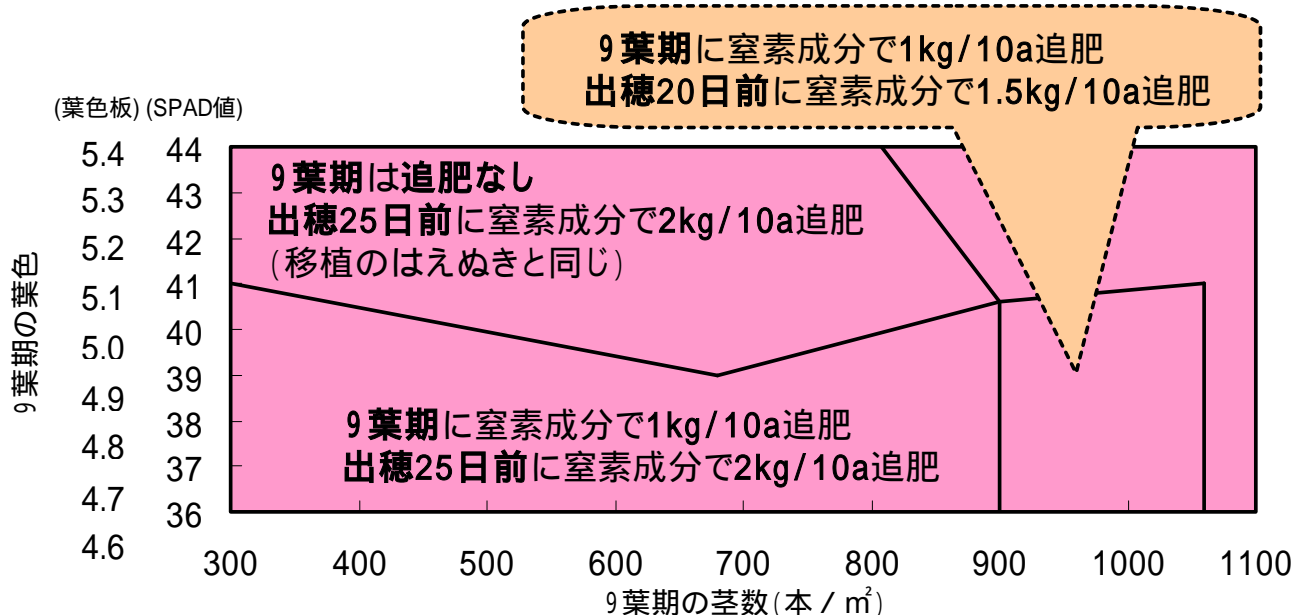 9葉期に窒素成分で1kg/10a追肥
出穂20日前に窒素成分で1.5kg/10a追肥
(葉色板) (SPAD値)
9葉期は追肥なし
出穂25日前に窒素成分で2kg/10a追肥
(移植のはえぬきと同じ)
9葉期に窒素成分で1kg/10a追肥
出穂25日前に窒素成分で2kg/10a追肥
9葉期の葉色
5.4 44
5.3 43
5.2 42
5.1 41
5.0 40
4.9 39
4.8 38
4.7 37
4.6 36
300 400 500 600 700 800 900 1000 1100
9葉期の茎数(本／㎡)